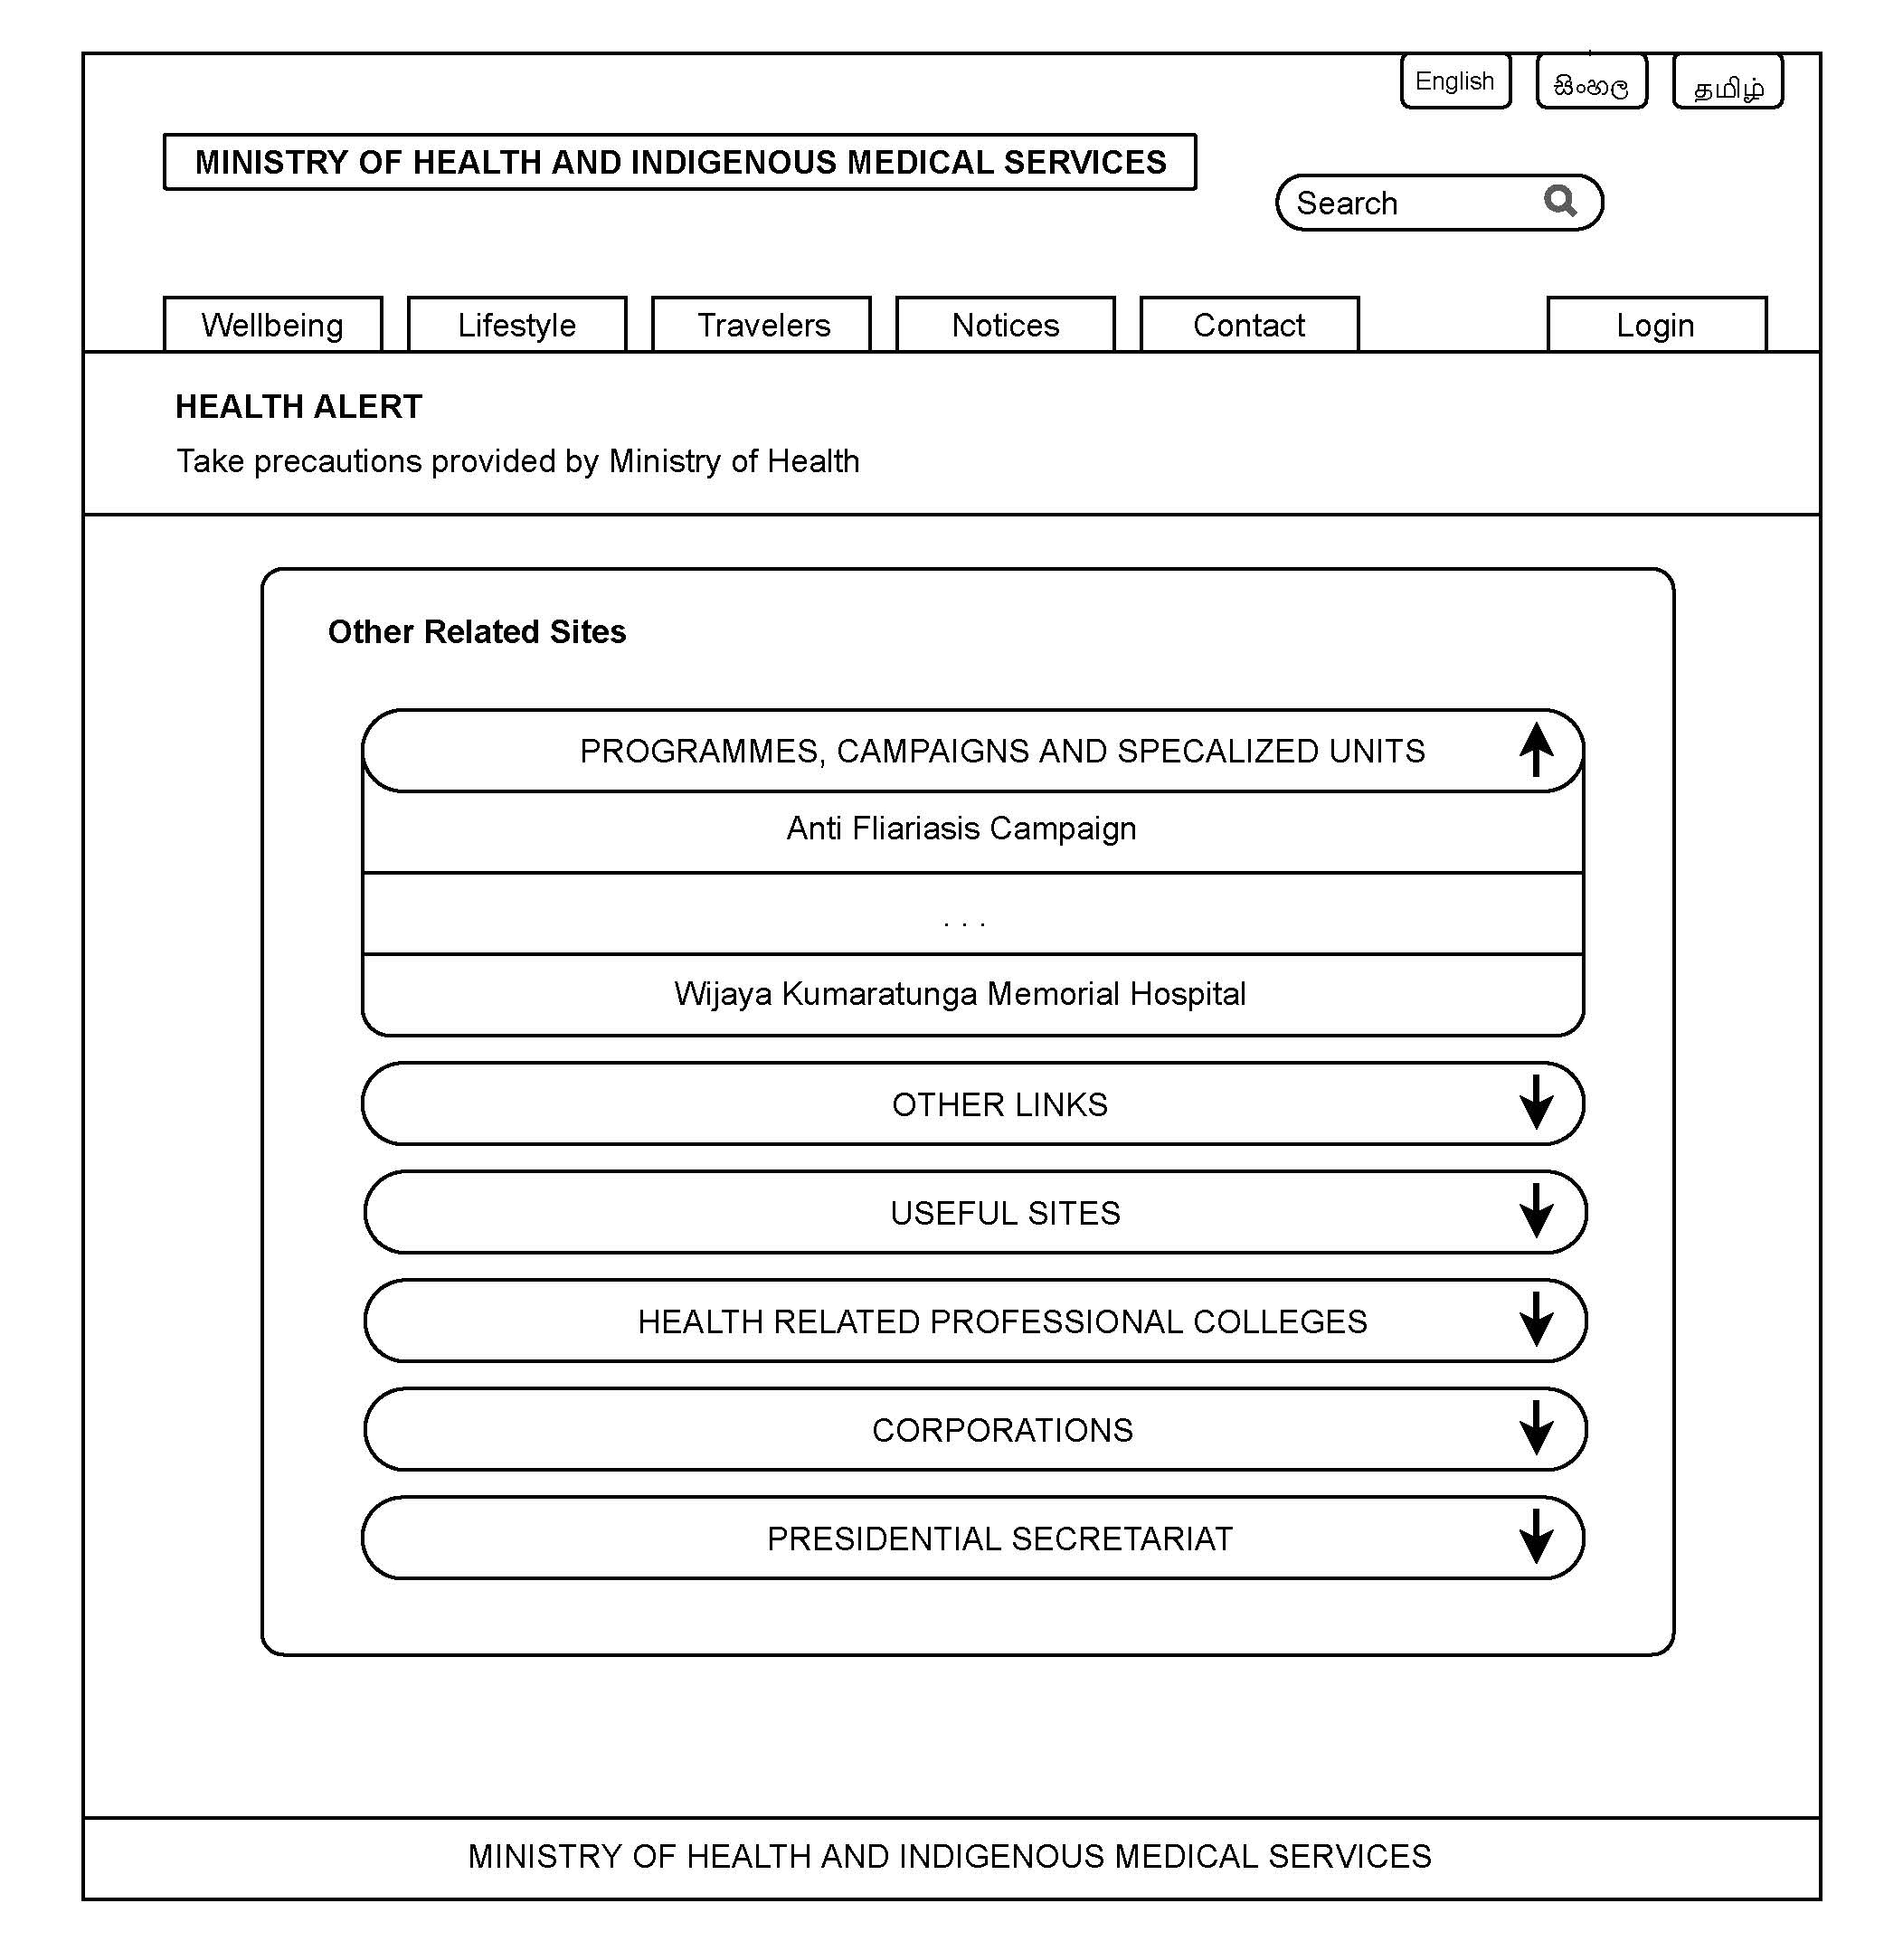 English
සිංහල
தமிழ்
MINISTRY OF HEALTH AND INDIGENOUS MEDICAL SERVICES
Search
Wellbeing
Lifestyle
Travelers
Notices
Contact
Login
HEALTH ALERT
Take precautions provided by Ministry of Health
Other Related Sites
PROGRAMMES, CAMPAIGNS AND SPECALIZED UNITS
Anti Fliariasis Campaign
. . .
Wijaya Kumaratunga Memorial Hospital
OTHER LINKS
USEFUL SITES
HEALTH RELATED PROFESSIONAL COLLEGES
CORPORATIONS
PRESIDENTIAL SECRETARIAT
MINISTRY OF HEALTH AND INDIGENOUS MEDICAL SERVICES